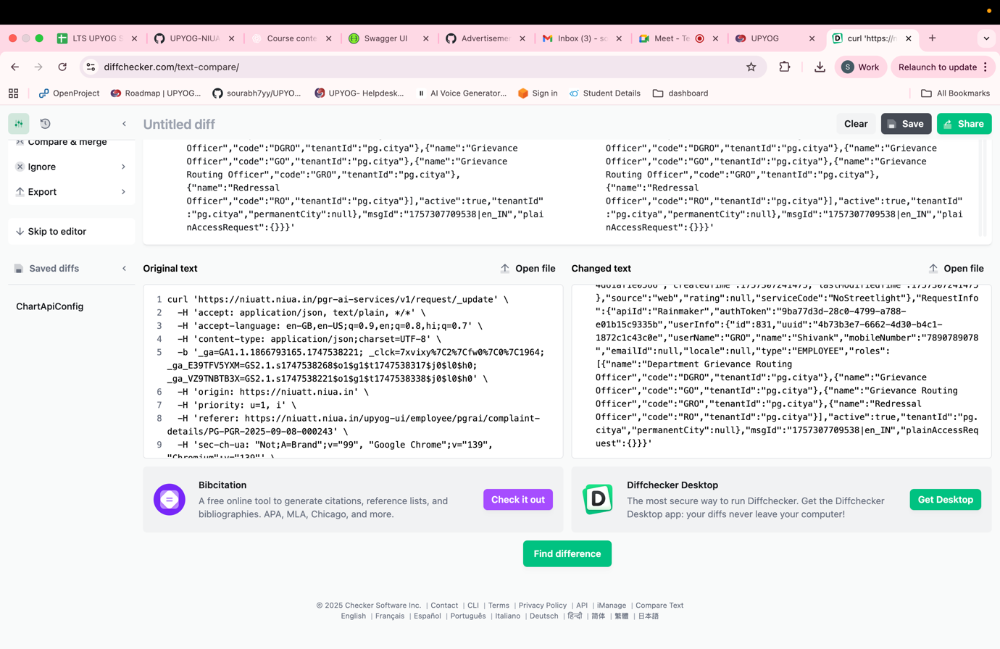 LTS UPYOG S
UPYOG-NIUA
Course conte
Swagger UI
Advertisemen
Inbox (3) - sc
Meet - Te
UPYOG
curl 'https://n
diffchecker.com/text-compare/
S Work
Relaunch to update
OpenProject
Roadmap | UPYOG...
sourabh7yy/UPYO...
UPYOG- Helpdesk...
AI Voice Generator...
Sign in
Student Details
dashboard
All Bookmarks
Untitled diff
Clear
Save
Share
Compare & merge
Ignore
Export
Skip to editor
Saved diffs
ChartApiConfig
Officer","code":"DGRO","tenantId":"pg.citya"},{"name":"Grievance
Officer","code":"GO","tenantId":"pg.citya"},{"name":"Grievance
Routing Officer","code":"GRO","tenantId":"pg.citya"},
{"name":"Redressal
Officer","code":"RO","tenantId":"pg.citya"}],"active":true,"tenantId"
:"pg.citya","permanentCity":null},"msgId":"1757307709538|en_IN","plai
nAccessRequest":{}}}'
Officer","code":"DGRO","tenantId":"pg.citya"},{"name":"Grievance
Officer","code":"GO","tenantId":"pg.citya"},{"name":"Grievance
Routing Officer","code":"GRO","tenantId":"pg.citya"},
{"name":"Redressal
Officer","code":"RO","tenantId":"pg.citya"}],"active":true,"tenantId"
:"pg.citya","permanentCity":null},"msgId":"1757307709538|en_IN","plai
nAccessRequest":{}}}'
Original text
Open file
1 curl 'https://niuatt.niua.in/pgr-ai-services/v1/request/_update' \
2 -H 'accept: application/json, text/plain, */*' \
3 -H 'accept-language: en-GB,en-US;q=0.9,en;q=0.8,hi;q=0.7' \
4 -H 'content-type: application/json;charset=UTF-8' \
5 -b '_ga=GA1.1.1866793165.1747538221; _clck=7xvixy%7C2%7Cfw0%7C0%7C1964;
_ga_E39TFV5YXM=GS2.1.s1747538268$o1$g1$t1747538317$j0$l0$h0;
_ga_VZ9TNBTB3X=GS2.1.s1747538221$o1$g1$t1747538338$j0$l0$h0' \
6 -H 'origin: https://niuatt.niua.in' \
7 -H 'priority: u=1, i' \
8 -H 'referer: https://niuatt.niua.in/upyog-ui/employee/pgrai/complaint-
details/PG-PGR-2025-09-08-000243' \
9 -H 'sec-ch-ua: "Not;A=Brand";v="99", "Google Chrome";v="139",
"Chromium";v="139"' \
Changed text
Open file
},"source":"web","rating":null,"serviceCode":"NoStreetlight"},"RequestInfo
":{"apiId":"Rainmaker","authToken":"9ba77d3d-28c0-4799-a788-
e01b15c9335b","userInfo":{"id":831,"uuid":"4b73b3e7-6662-4d30-b4c1-
1872c1c43c0e","userName":"GRO","name":"Shivank","mobileNumber":"7890789078
","emailId":null,"locale":null,"type":"EMPLOYEE","roles":
[{"name":"Department Grievance Routing
Officer","code":"DGRO","tenantId":"pg.citya"},{"name":"Grievance
Officer","code":"GO","tenantId":"pg.citya"},{"name":"Grievance Routing
Officer","code":"GRO","tenantId":"pg.citya"},{"name":"Redressal
Officer","code":"RO","tenantId":"pg.citya"}],"active":true,"tenantId":"pg.
citya","permanentCity":null},"msgId":"1757307709538|en_IN","plainAccessReq
uest":{}}}'
Bibcitation
A free online tool to generate citations, reference lists, and
bibliographies. APA, MLA, Chicago, and more.
Check it out
Diffchecker Desktop
The most secure way to run Diffchecker. Get the Diffchecker
Desktop app: your diffs never leave your computer!
Get Desktop
Find difference
© 2025 Checker Software Inc. | Contact | CLI | Terms | Privacy Policy | API | iManage | Compare Text
English | Français | Español | Português | Italiano | Deutsch | हिन्दी | 简体 | 繁體 | 日本語